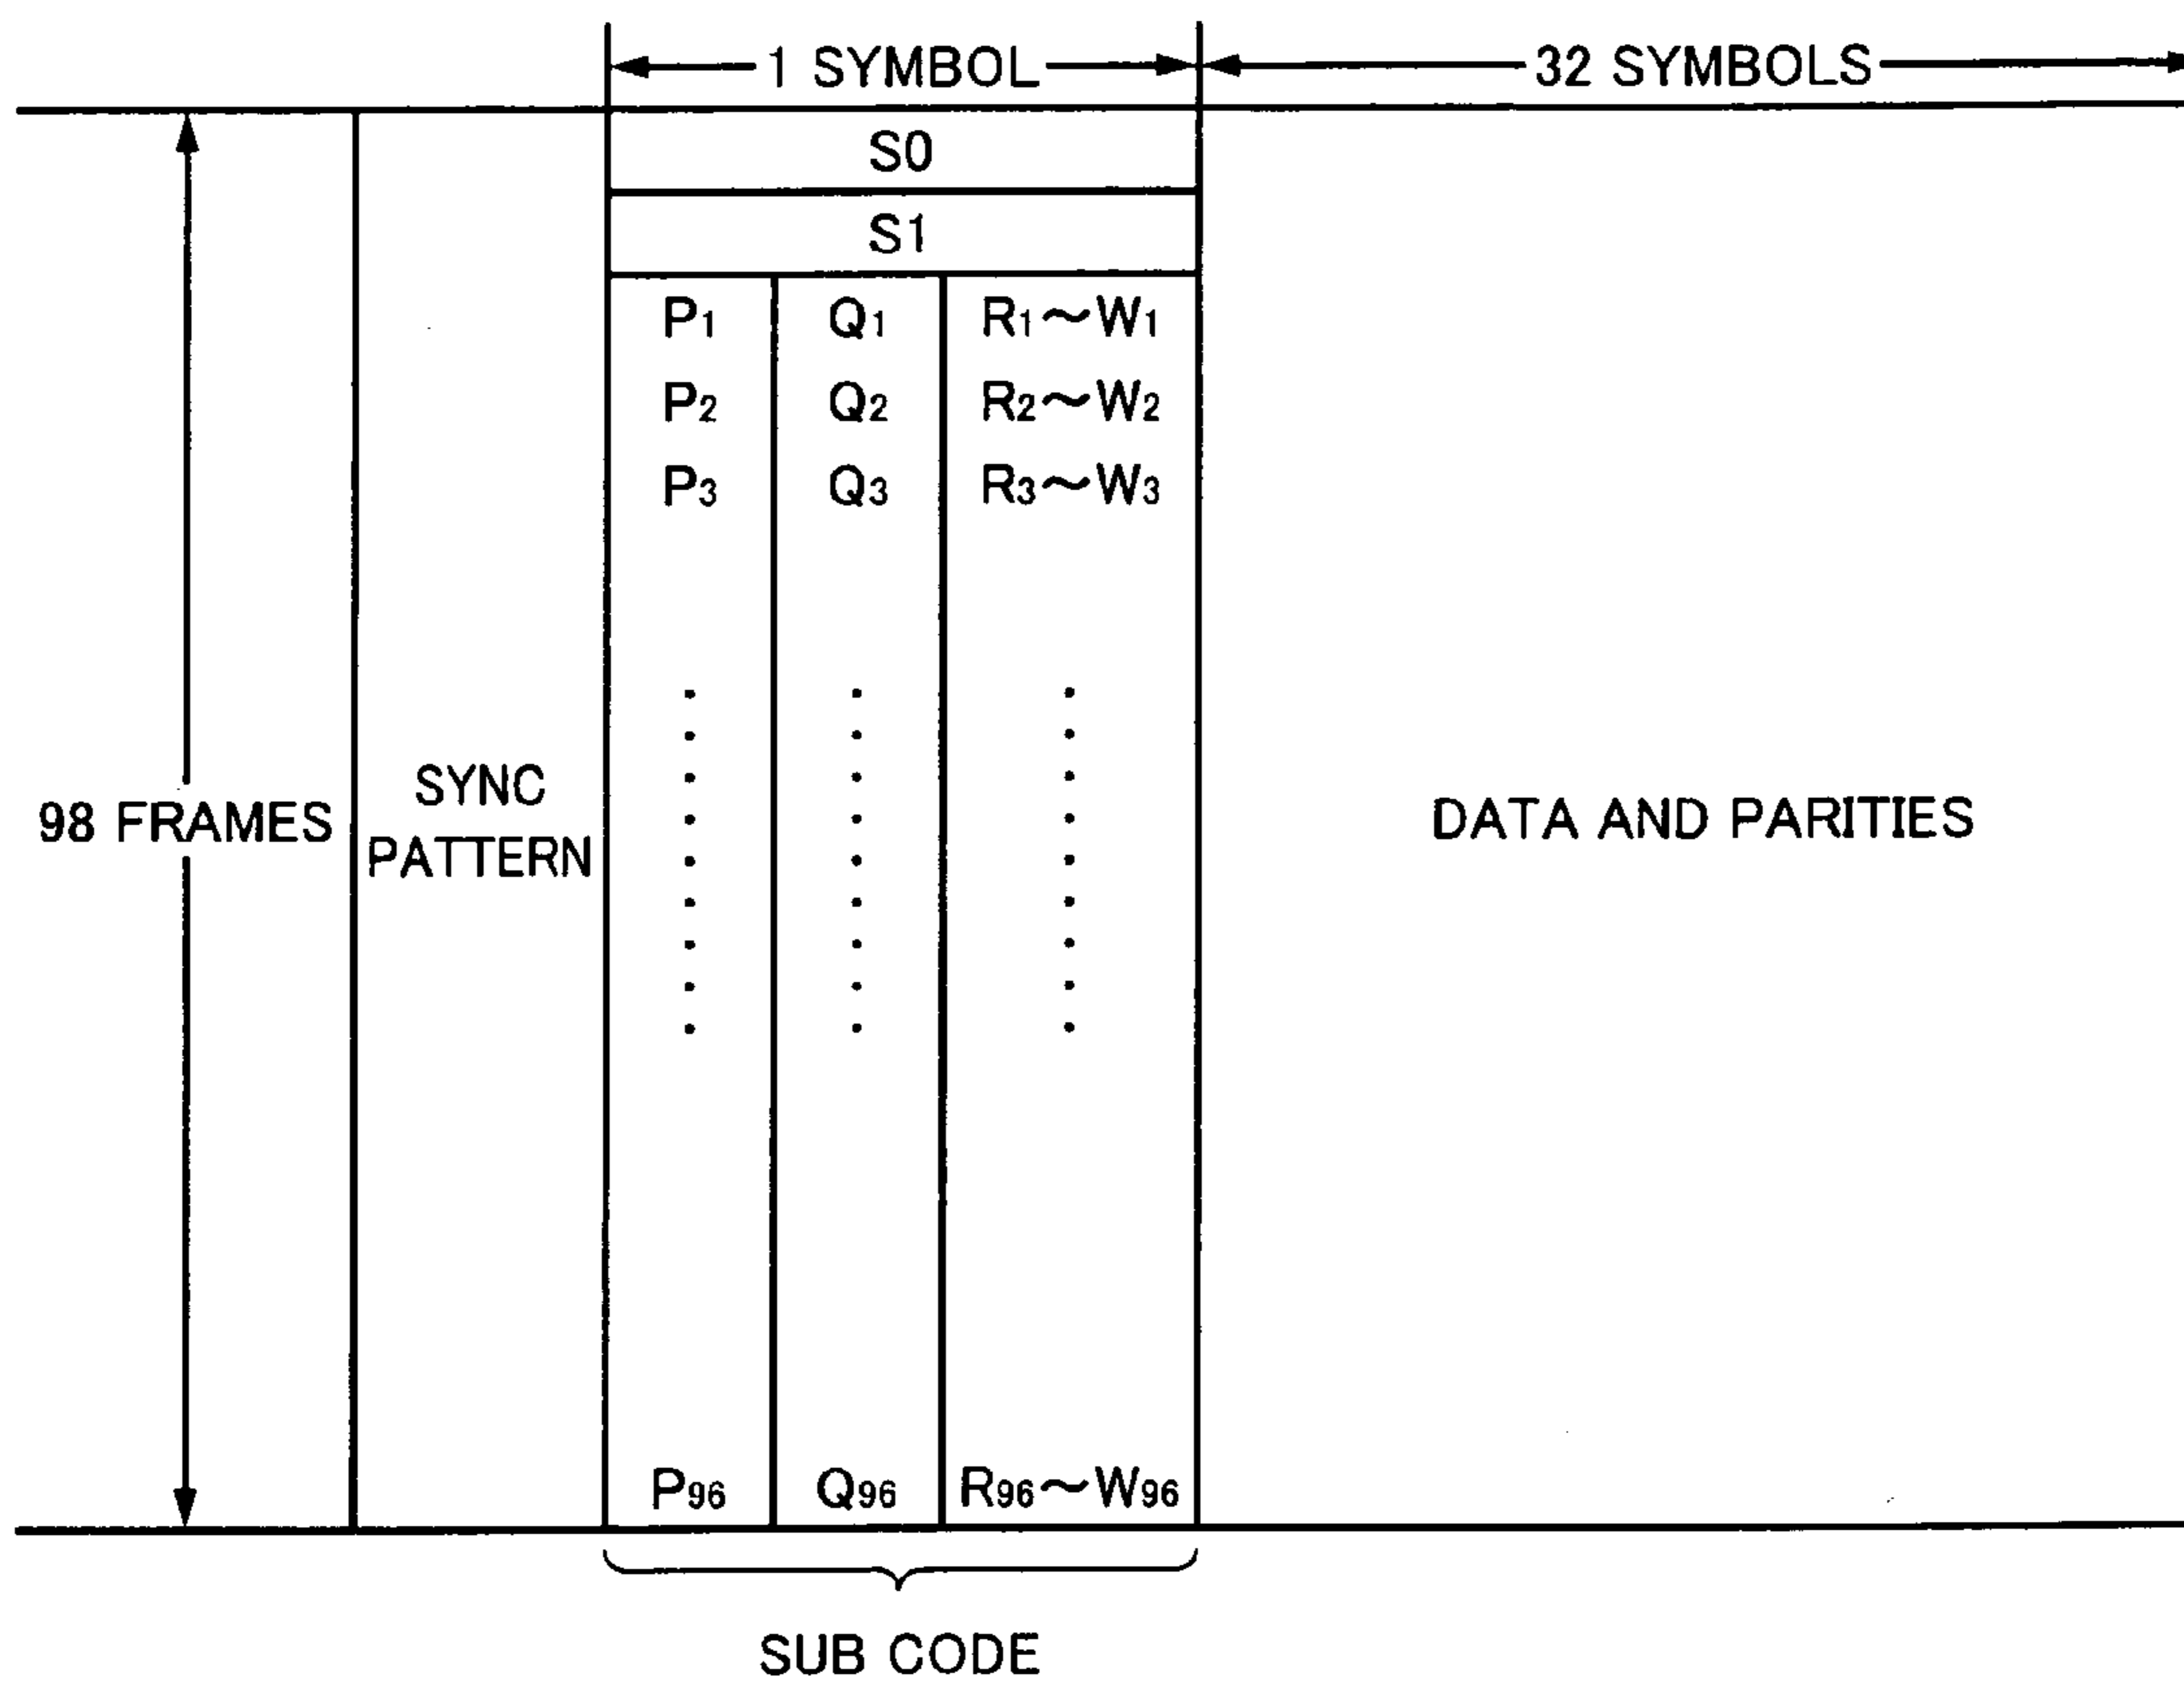 1 SYMBOL 32 SYMBOLS
S0
S1
P1 Q1 R1~W1
P2 Q2 R2~W2
P3 Q3 R3~W3
98 FRAMES
SYNC
PATTERN
DATA AND PARITIES
P96 Q96 R96~W96
SUB CODE